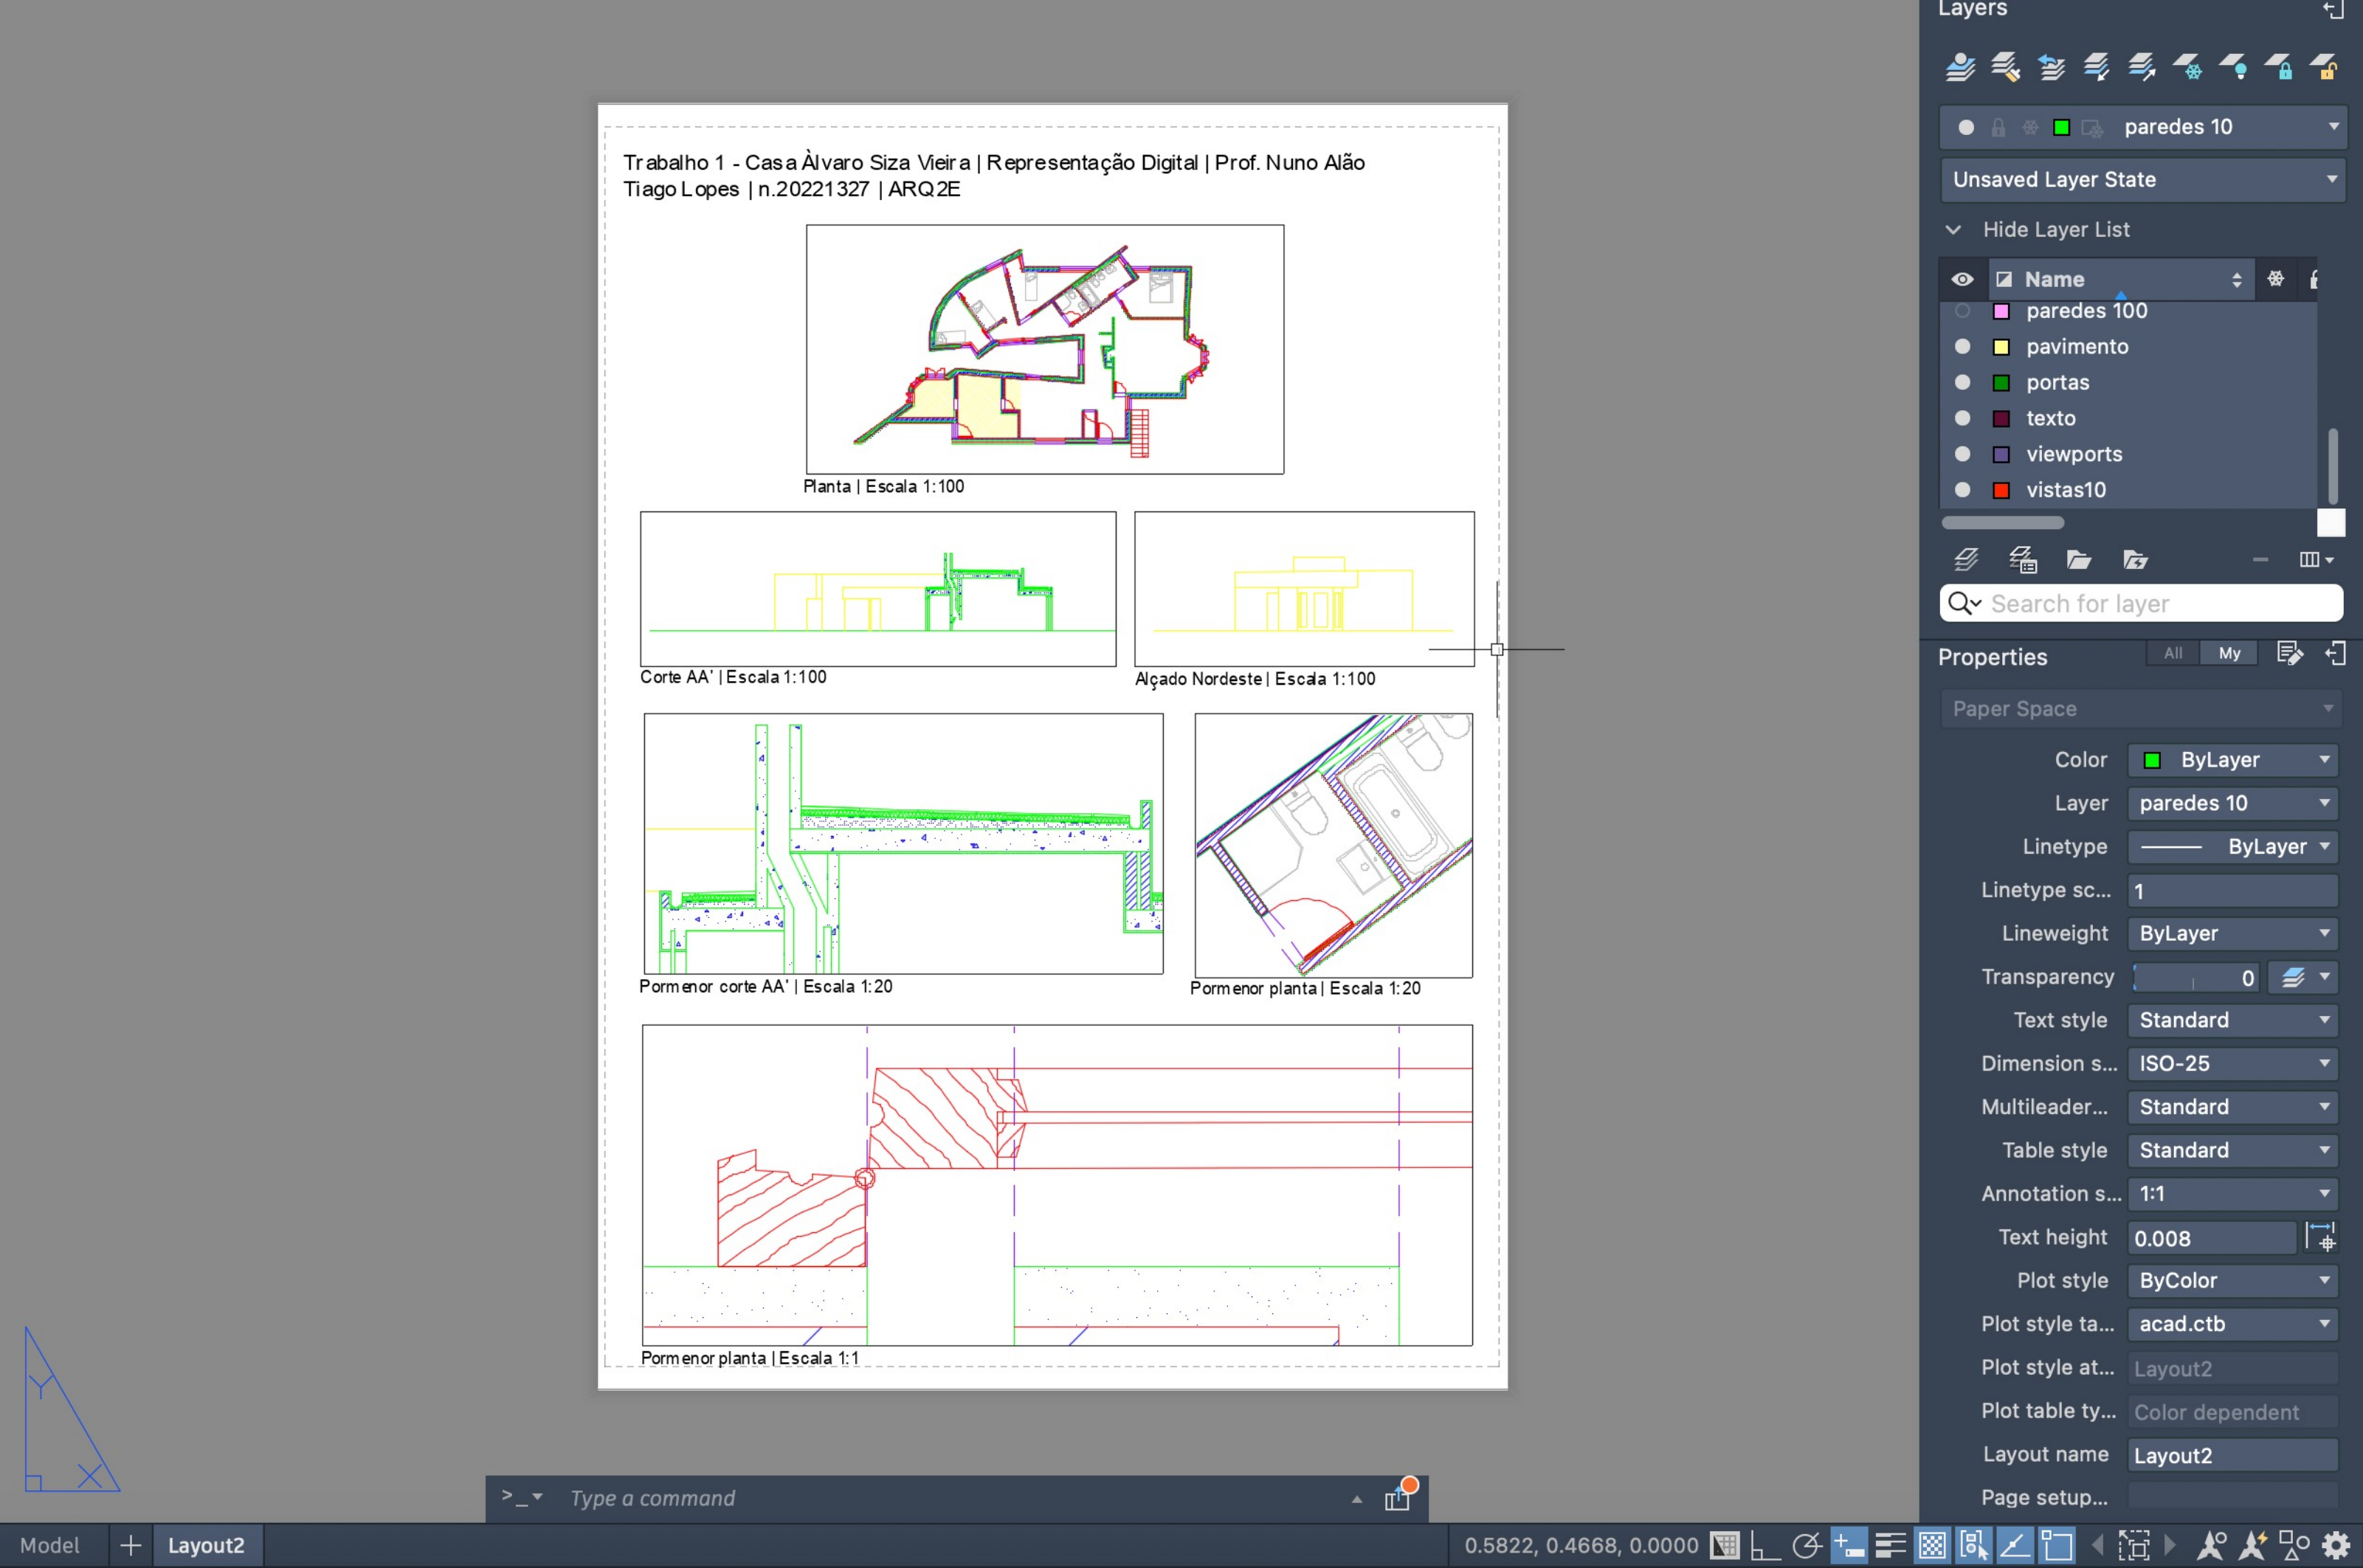 Layers
paredes 10
Unsaved Layer State
Hide Layer List
Name
paredes 100
pavimento
portas
texto
viewports
vistas10
Search for layer
Properties
All
My
Paper Space
Color ByLayer
Layer paredes 10
Linetype ByLayer
Linetype sc... 1
Lineweight ByLayer
Transparency 0
Text style Standard
Dimension s... ISO-25
Multileader... Standard
Table style Standard
Annotation s... 1:1
Text height 0.008
Plot style ByColor
Plot style ta... acad.ctb
Plot style at... Layout2
Plot table ty... Color dependent
Layout name Layout2
Page setup...
Trabalho 1 - Casa Àlvaro Siza Vieira | Representação Digital | Prof. Nuno Alão
Tiago Lopes | n.20221327 | ARQ2E
Planta | Escala 1:100
Corte AA' | Escala 1:100
Alçado Nordeste | Escala 1:100
Pormenor corte AA' | Escala 1:20
Pormenor planta | Escala 1:20
Pormenor planta | Escala 1:1
Y
X
>_ Type a command
Model
Layout2
0.5822, 0.4668, 0.0000